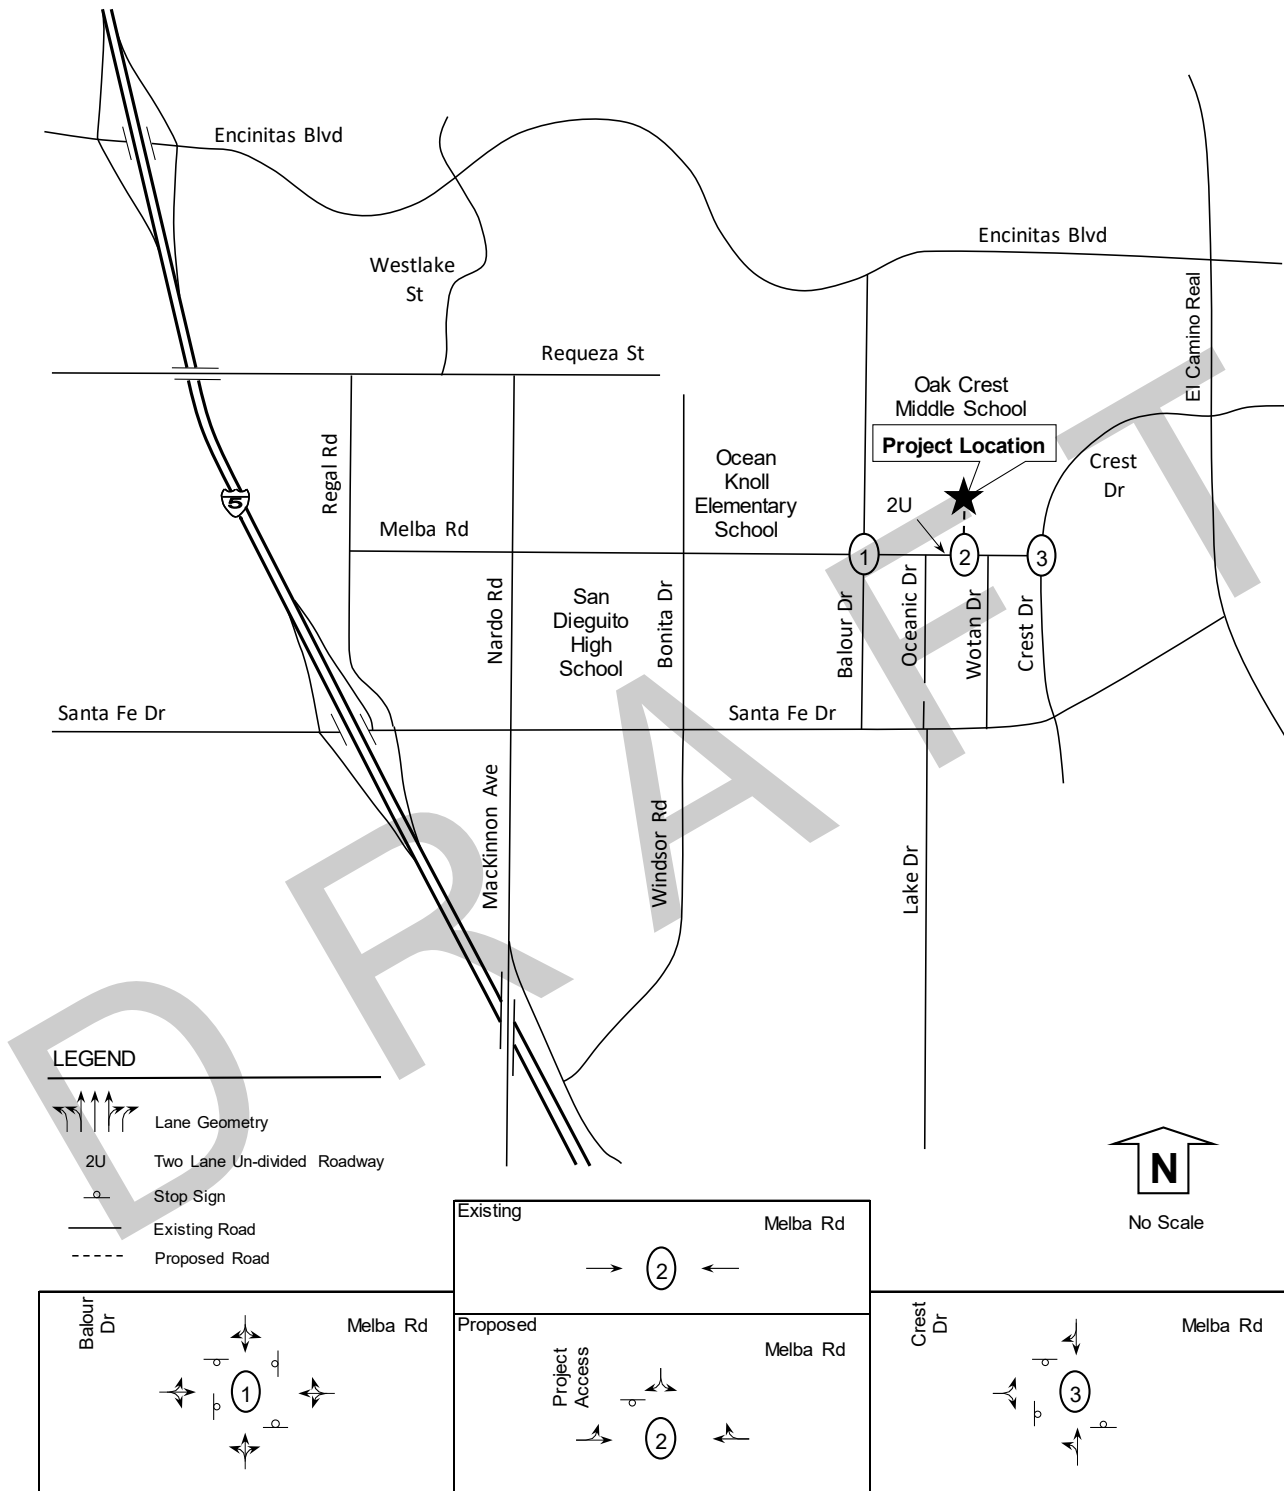 Encinitas Blvd
Westlake
St
Encinitas Blvd
El Camino Real
Requeza St
Oak Crest
Middle School
Project Location
Regal Rd
Ocean
Knoll
Elementary
School
Crest
Dr
5
2U
Melba Rd
1
2
3
Nardo Rd
San
Dieguito
High
School
Bonita Dr
Balour Dr
Oceanic Dr
Wotan Dr
Crest Dr
Santa Fe Dr
Santa Fe Dr
MacKinnon Ave
Windsor Rd
Lake Dr
DRAFT
LEGEND
Lane Geometry
2U Two Lane Un-divided Roadway
Stop Sign
Existing Road
Proposed Road
N
No Scale
Existing
Melba Rd
2
Balour
Dr
Melba Rd
1
Proposed
Melba Rd
Project
Access
2
Crest
Dr
Melba Rd
3